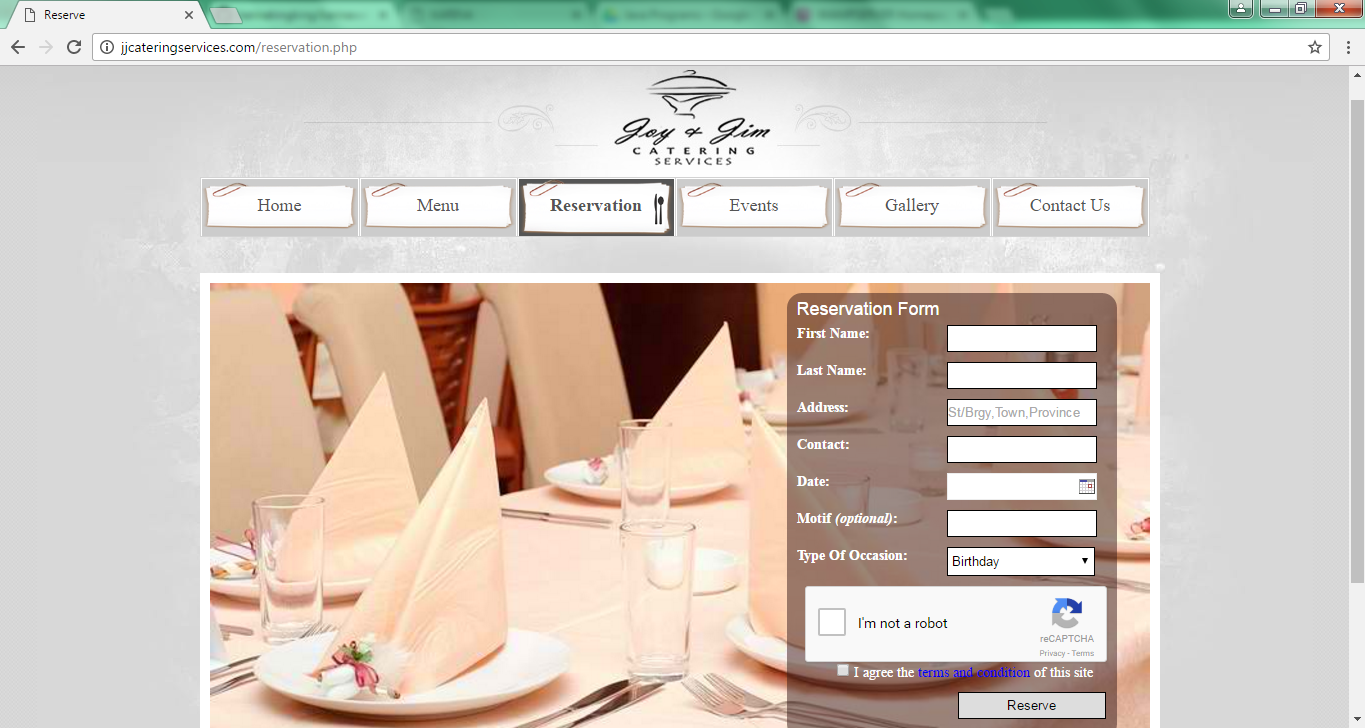 Reserve
jjcateringservices.com/reservation.php
Joy & Jim
CATERING
SERVICES
Home
Menu
Reservation
Events
Gallery
Contact Us
Reservation Form
First Name:
Last Name:
Address:
St/Brgy,Town,Province
Contact:
Date:
Motif (optional):
Type Of Occasion:
Birthday
I'm not a robot
reCAPTCHA
Privacy - Terms
I agree the terms and condition of this site
Reserve